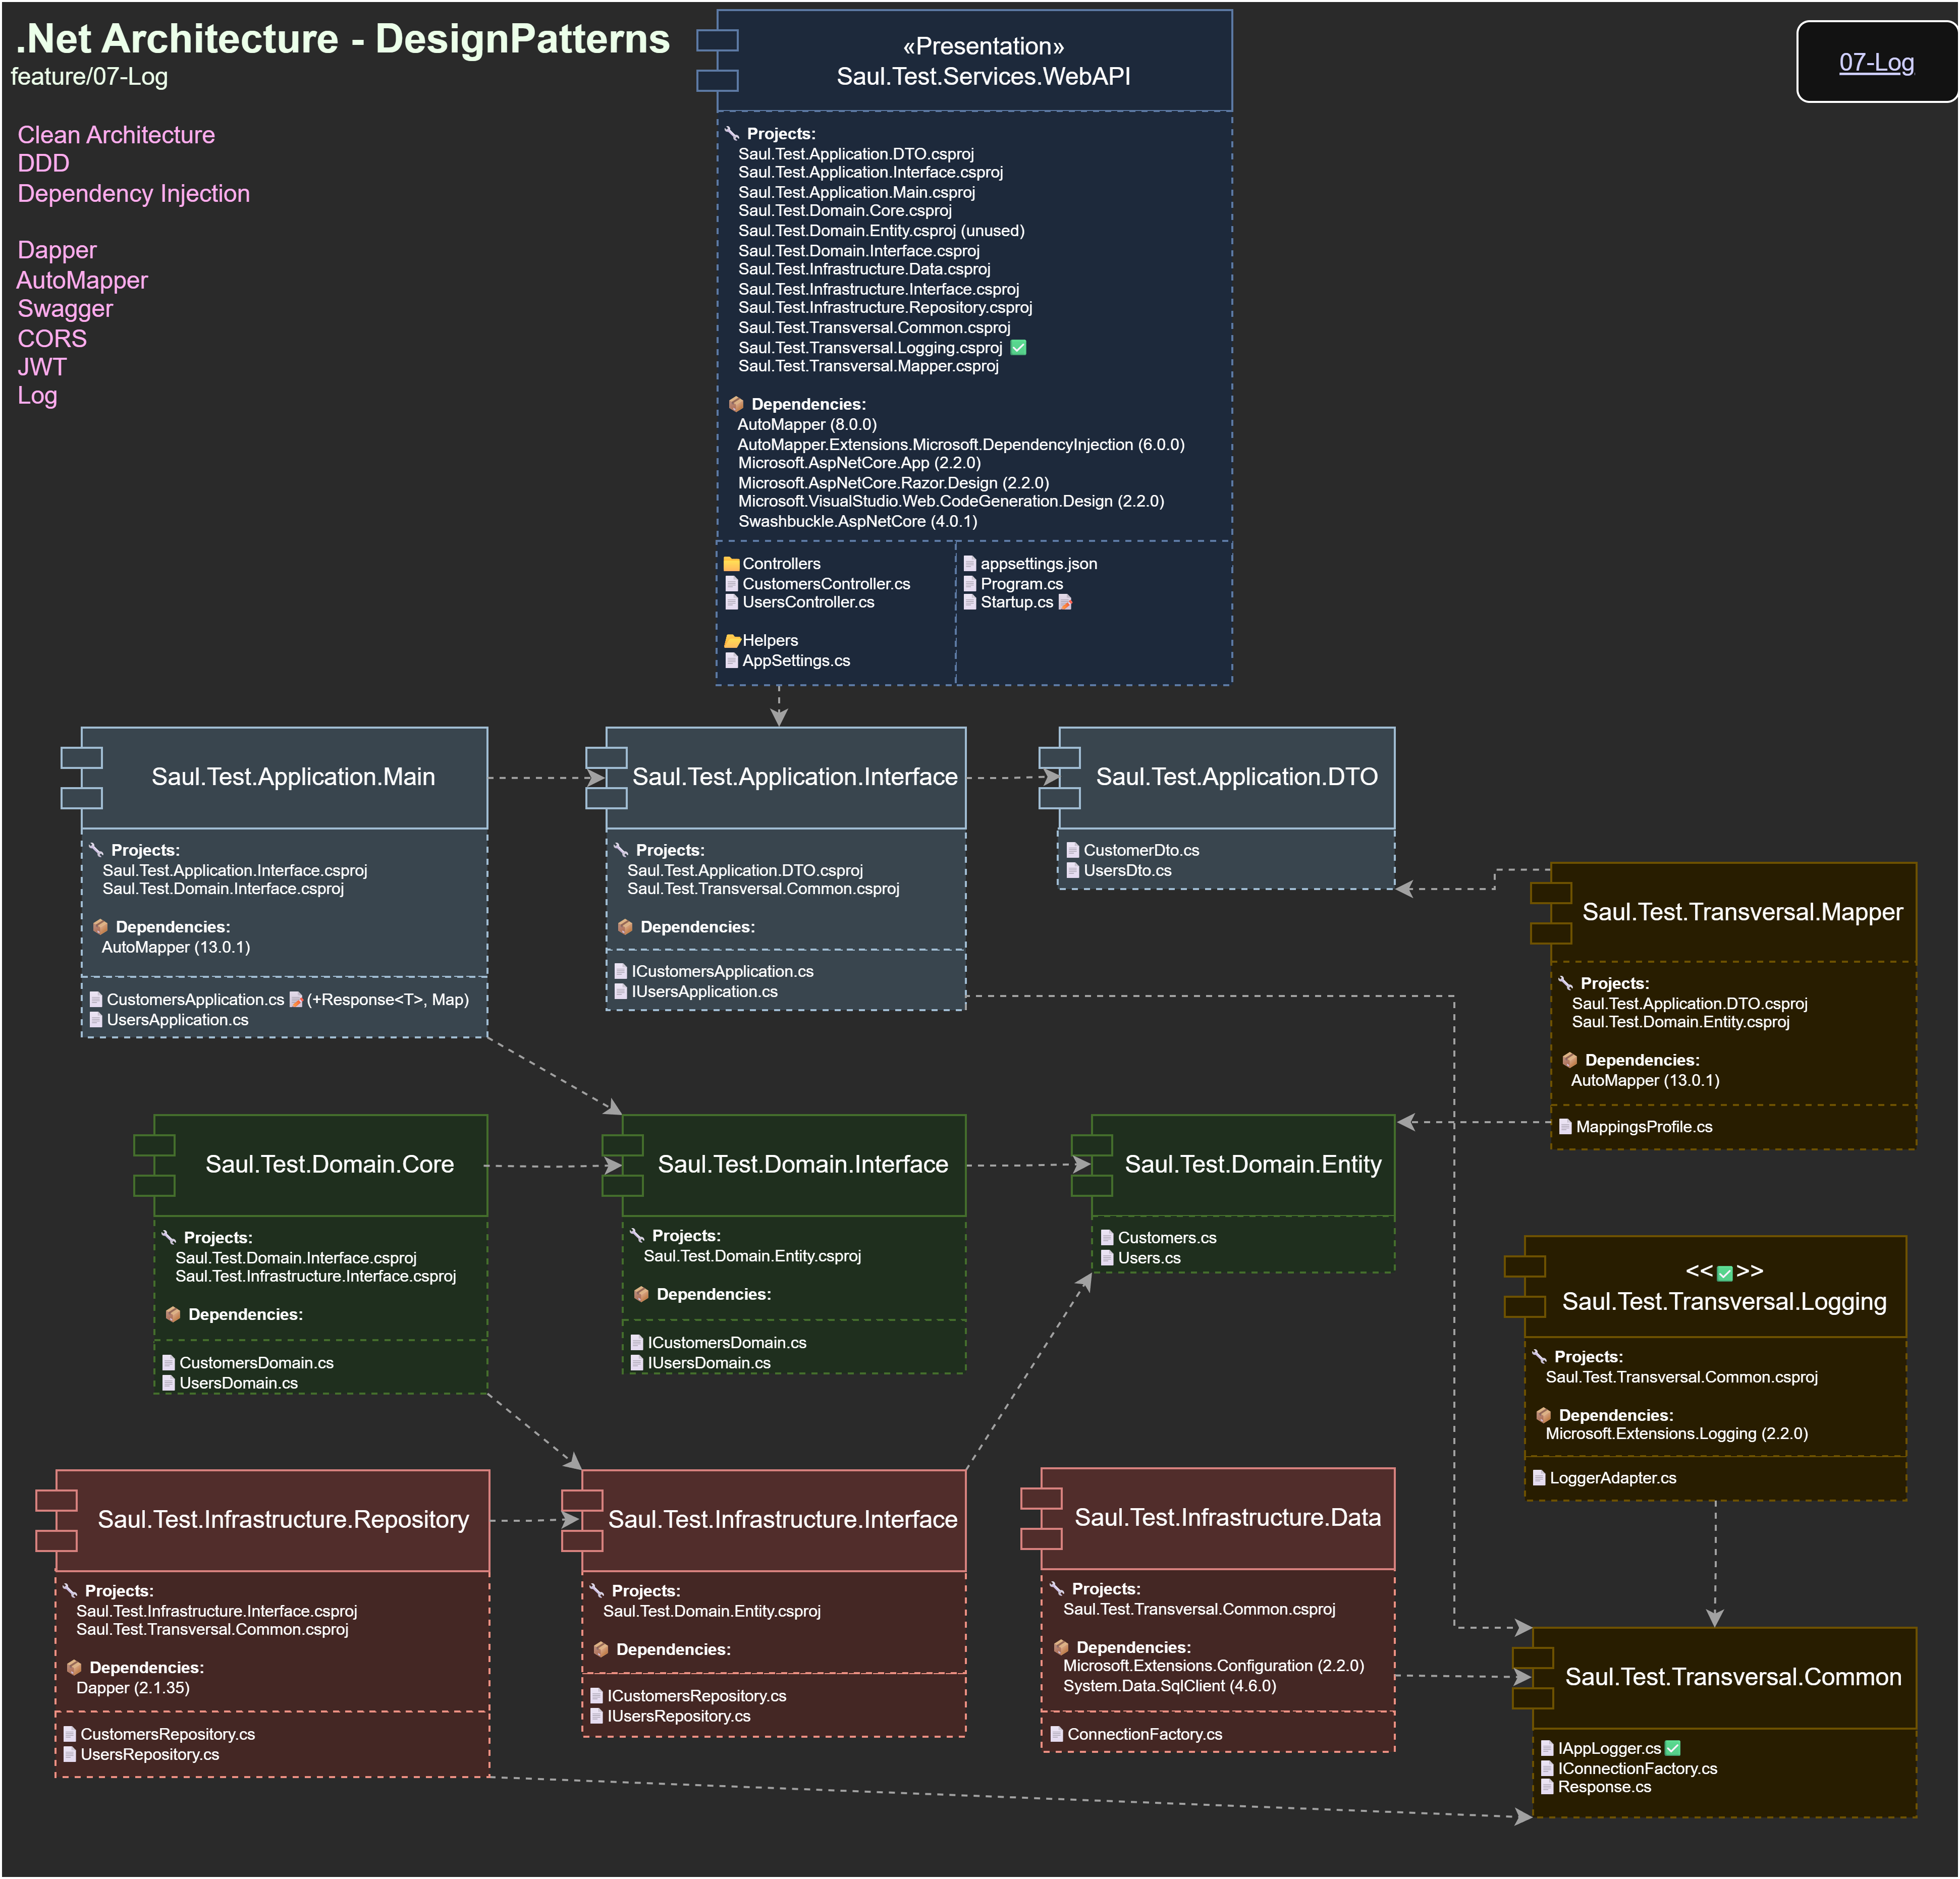 .Net Architecture - DesignPatterns
feature/07-Log
07-Log
Clean Architecture
DDD
Dependency Injection
Dapper
AutoMapper
Swagger
CORS
JWT
Log
«Presentation»
Saul.Test.Services.WebAPI
Projects:
Saul.Test.Application.DTO.csproj
Saul.Test.Application.Interface.csproj
Saul.Test.Application.Main.csproj
Saul.Test.Domain.Core.csproj
Saul.Test.Domain.Entity.csproj (unused)
Saul.Test.Domain.Interface.csproj
Saul.Test.Infrastructure.Data.csproj
Saul.Test.Infrastructure.Interface.csproj
Saul.Test.Infrastructure.Repository.csproj
Saul.Test.Transversal.Common.csproj
Saul.Test.Transversal.Logging.csproj ✅
Saul.Test.Transversal.Mapper.csproj
Dependencies:
AutoMapper (8.0.0)
AutoMapper.Extensions.Microsoft.DependencyInjection (6.0.0)
Microsoft.AspNetCore.App (2.2.0)
Microsoft.AspNetCore.Razor.Design (2.2.0)
Microsoft.VisualStudio.Web.CodeGeneration.Design (2.2.0)
Swashbuckle.AspNetCore (4.0.1)
Controllers
CustomersController.cs
UsersController.cs
Helpers
AppSettings.cs
appsettings.json
Program.cs
Startup.cs
Saul.Test.Application.Main
Projects:
Saul.Test.Application.Interface.csproj
Saul.Test.Domain.Interface.csproj
Dependencies:
AutoMapper (13.0.1)
CustomersApplication.cs (+Response<T>, Map)
UsersApplication.cs
Saul.Test.Application.Interface
Projects:
Saul.Test.Application.DTO.csproj
Saul.Test.Transversal.Common.csproj
Dependencies:
ICustomersApplication.cs
IUsersApplication.cs
Saul.Test.Application.DTO
CustomerDto.cs
UsersDto.cs
Saul.Test.Transversal.Mapper
Projects:
Saul.Test.Application.DTO.csproj
Saul.Test.Domain.Entity.csproj
Dependencies:
AutoMapper (13.0.1)
MappingsProfile.cs
Saul.Test.Domain.Core
Projects:
Saul.Test.Domain.Interface.csproj
Saul.Test.Infrastructure.Interface.csproj
Dependencies:
CustomersDomain.cs
UsersDomain.cs
Saul.Test.Domain.Interface
Projects:
Saul.Test.Domain.Entity.csproj
Dependencies:
ICustomersDomain.cs
IUsersDomain.cs
Saul.Test.Domain.Entity
Customers.cs
Users.cs
<<✅>>
Saul.Test.Transversal.Logging
Projects:
Saul.Test.Transversal.Common.csproj
Dependencies:
Microsoft.Extensions.Logging (2.2.0)
LoggerAdapter.cs
Saul.Test.Infrastructure.Repository
Projects:
Saul.Test.Infrastructure.Interface.csproj
Saul.Test.Transversal.Common.csproj
Dependencies:
Dapper (2.1.35)
CustomersRepository.cs
UsersRepository.cs
Saul.Test.Infrastructure.Interface
Projects:
Saul.Test.Domain.Entity.csproj
Dependencies:
ICustomersRepository.cs
IUsersRepository.cs
Saul.Test.Infrastructure.Data
Projects:
Saul.Test.Transversal.Common.csproj
Dependencies:
Microsoft.Extensions.Configuration (2.2.0)
System.Data.SqlClient (4.6.0)
ConnectionFactory.cs
Saul.Test.Transversal.Common
IAppLogger.cs ✅
IConnectionFactory.cs
Response.cs